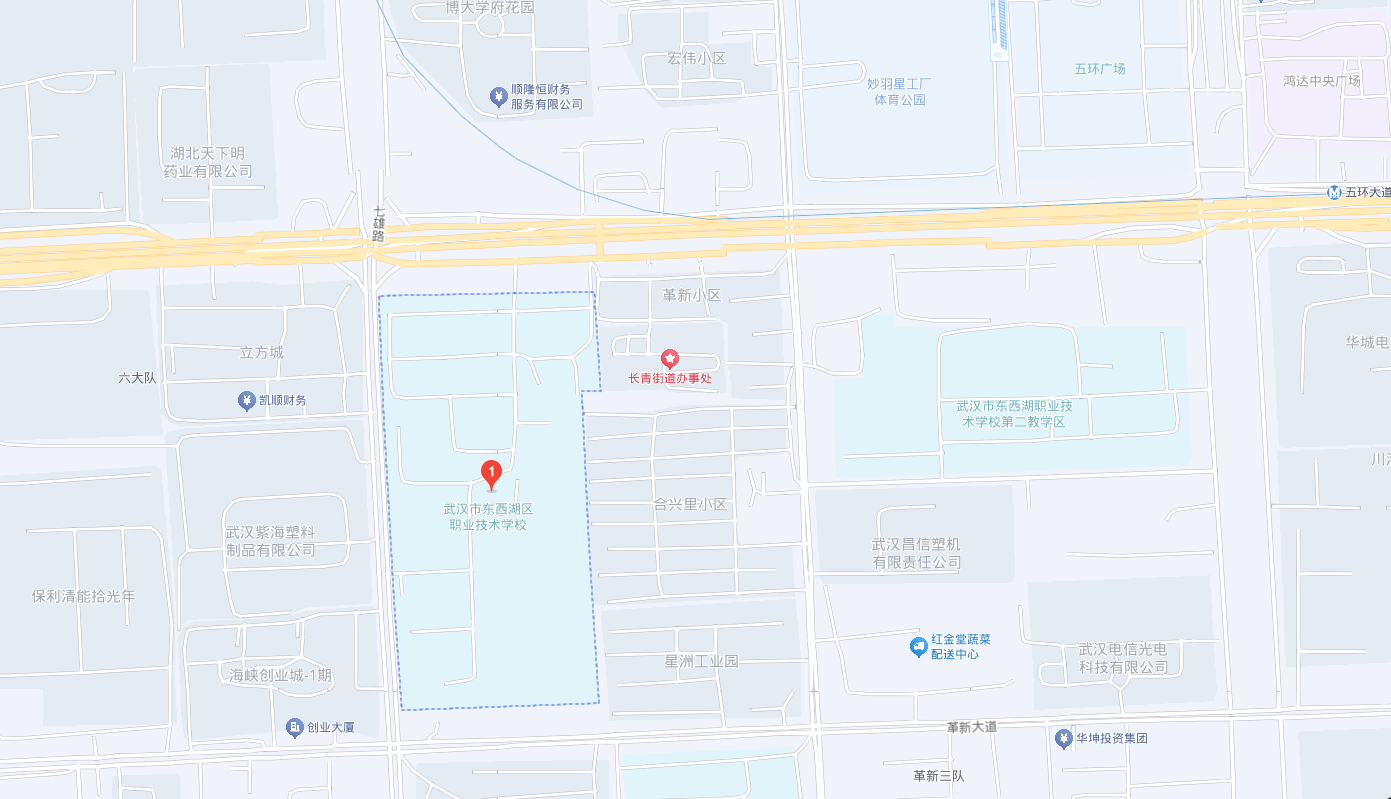 博大学府花园
宏伟小区
五环广场
鸿达中央广场
妙羽星工厂
体育公园
顺隆恒财务
服务有限公司
湖北天下明
药业有限公司
五环大道
七雄路
革新小区
立方城
华城电
六大队
长青街道办事处
凯顺财务
武汉市东西湖职业技
术学校第二教学区
川汉
1
合兴里小区
武汉市东西湖区
职业技术学校
武汉紫海塑料
制品有限公司
武汉昌信塑机
有限责任公司
保利清能拾光年
红金堂蔬菜
配送中心
武汉电信光电
科技有限公司
星洲工业园
海峡创业城-1期
创业大厦
革新大道
华坤投资集团
革新三队